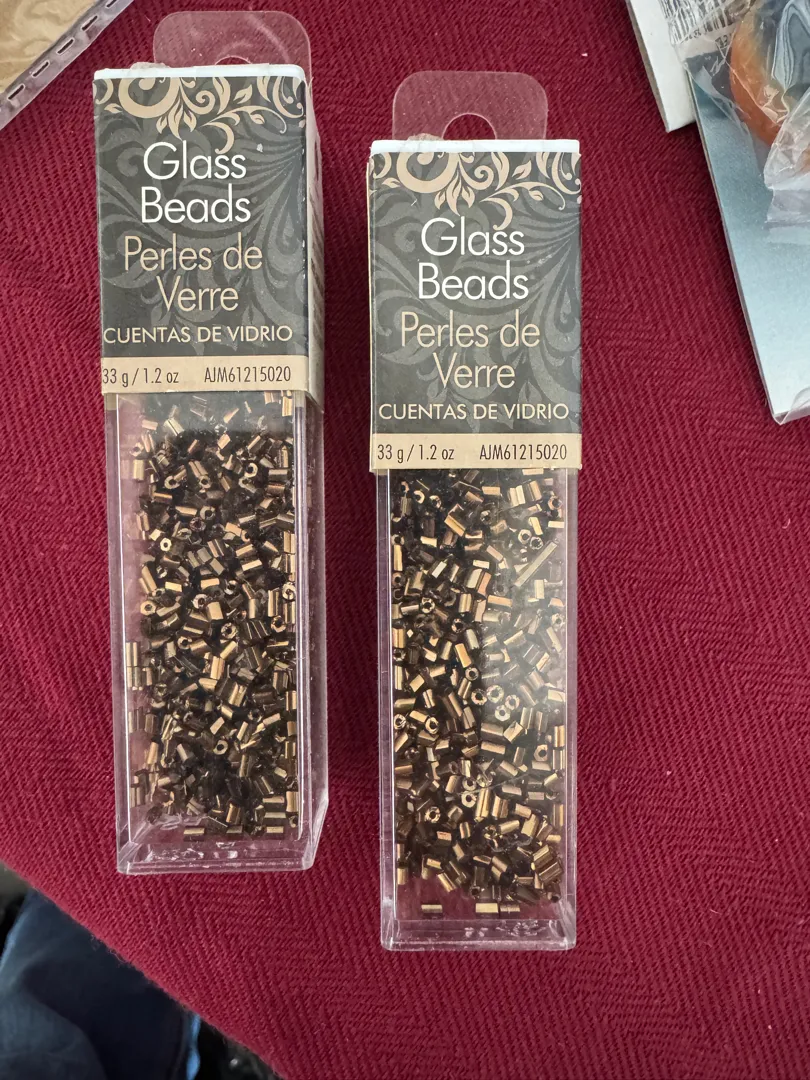 Glass
Beads
Perles de
Verre
CUENTAS DE VIDRIO
33 g / 1.2 oz AJM61215020
Glass
Beads
Perles de
Verre
CUENTAS DE VIDRIO
33 g / 1.2 oz AJM61215020